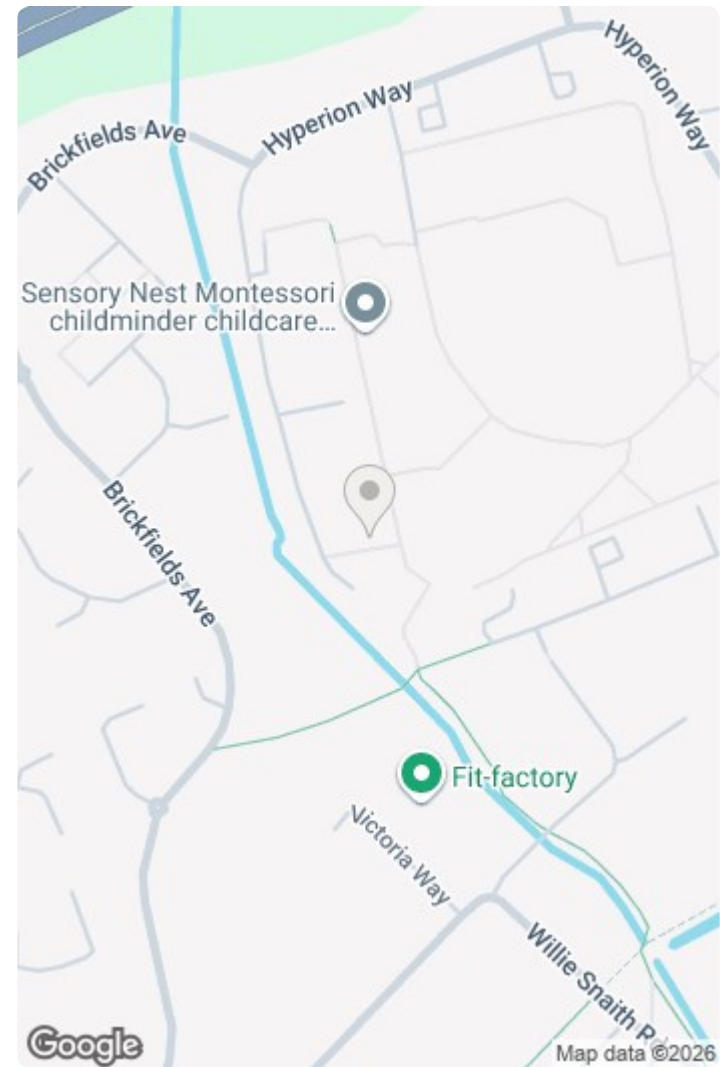 Hyperion Way
Brickfields Ave
Hyperion Way
Sensory Nest Montessori
childminder childcare...
Brickfields Ave
Fit-factory
Victoria Way
Willie Snaith Rd
Google
Map data ©2026